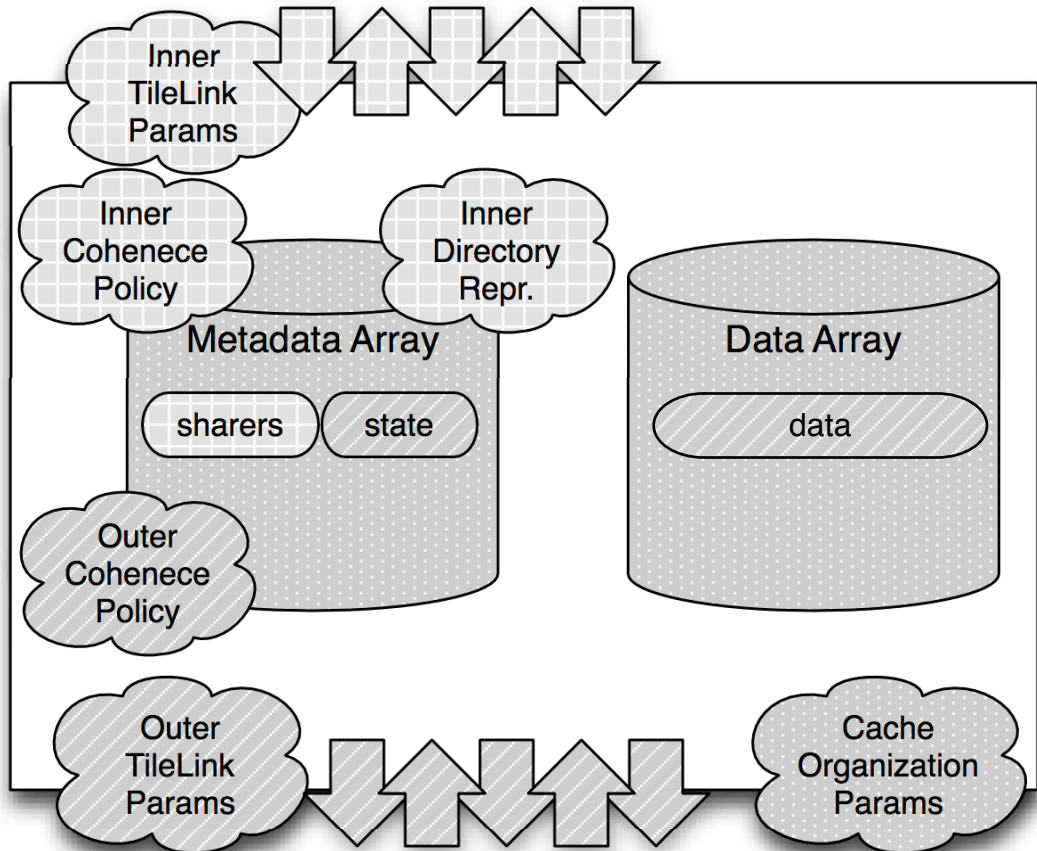 Inner
TileLink
Params
Inner
Cohenece
Policy
Inner
Directory
Repr.
Metadata Array
Data Array
sharers
state
data
Outer
Cohenece
Policy
Outer
TileLink
Params
Cache
Organization
Params